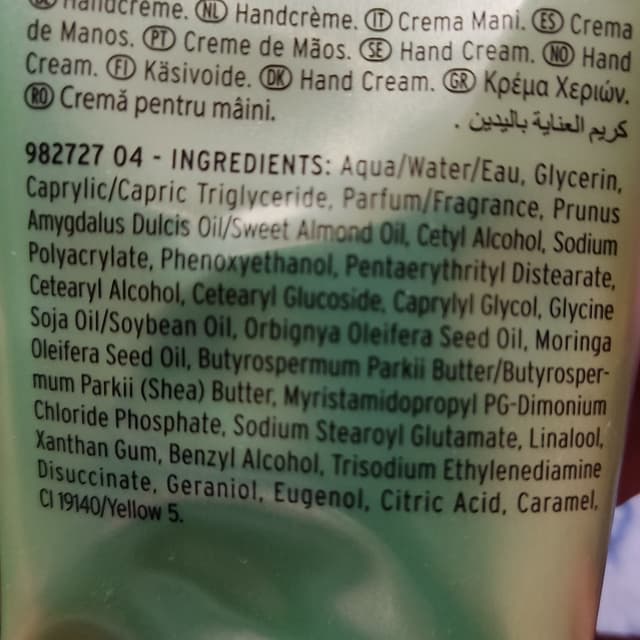 Handcreme. NL Handcrème. IT Crema Mani. ES Crema
de Manos. PT Creme de Mãos. SE Hand Cream. NO Hand
Cream. FI Käsivoide. DK Hand Cream. GR Κρέμα Χεριών.
RO Cremă pentru mâini.
كريم العناية باليدين .
982727 04 - INGREDIENTS: Aqua/Water/Eau, Glycerin,
Caprylic/Capric Triglyceride, Parfum/Fragrance, Prunus
Amygdalus Dulcis Oil/Sweet Almond Oil, Cetyl Alcohol, Sodium
Polyacrylate, Phenoxyethanol, Pentaerythrityl Distearate,
Cetearyl Alcohol, Cetearyl Glucoside, Caprylyl Glycol, Glycine
Soja Oil/Soybean Oil, Orbignya Oleifera Seed Oil, Moringa
Oleifera Seed Oil, Butyrospermum Parkii Butter/Butyrosper-
mum Parkii (Shea) Butter, Myristamidopropyl PG-Dimonium
Chloride Phosphate, Sodium Stearoyl Glutamate, Linalool,
Xanthan Gum, Benzyl Alcohol, Trisodium Ethylenediamine
Disuccinate, Geraniol, Eugenol, Citric Acid, Caramel,
CI 19140/Yellow 5.